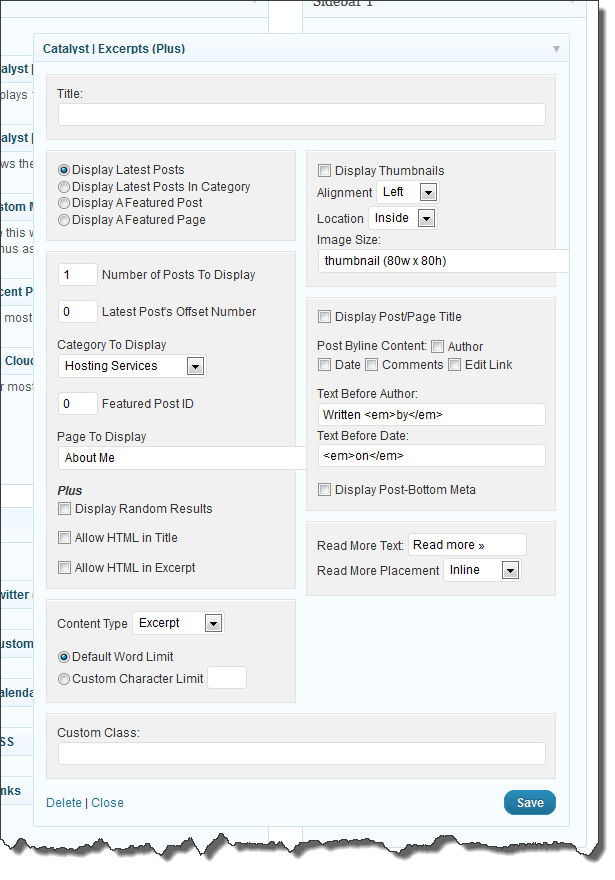 Sidebar 1
Catalyst | Excerpts (Plus)
alyst |
plays
alyst |
ws the
stom M
e this w
nus as
cent P
most
Cloud
r most
witter (
ustom
alenda
SS
nks
Title:
Display Latest Posts
Display Latest Posts In Category
Display A Featured Post
Display A Featured Page
1 Number of Posts To Display
0 Latest Post's Offset Number
Category To Display
Hosting Services
0 Featured Post ID
Page To Display
About Me
Plus
Display Random Results
Allow HTML in Title
Allow HTML in Excerpt
Content Type Excerpt
Default Word Limit
Custom Character Limit
Display Thumbnails
Alignment Left
Location Inside
Image Size:
thumbnail (80w x 80h)
Display Post/Page Title
Post Byline Content: Author
Date Comments Edit Link
Text Before Author:
Written <em>by</em>
Text Before Date:
<em>on</em>
Display Post-Bottom Meta
Read More Text: Read more »
Read More Placement Inline
Custom Class:
Delete | Close
Save